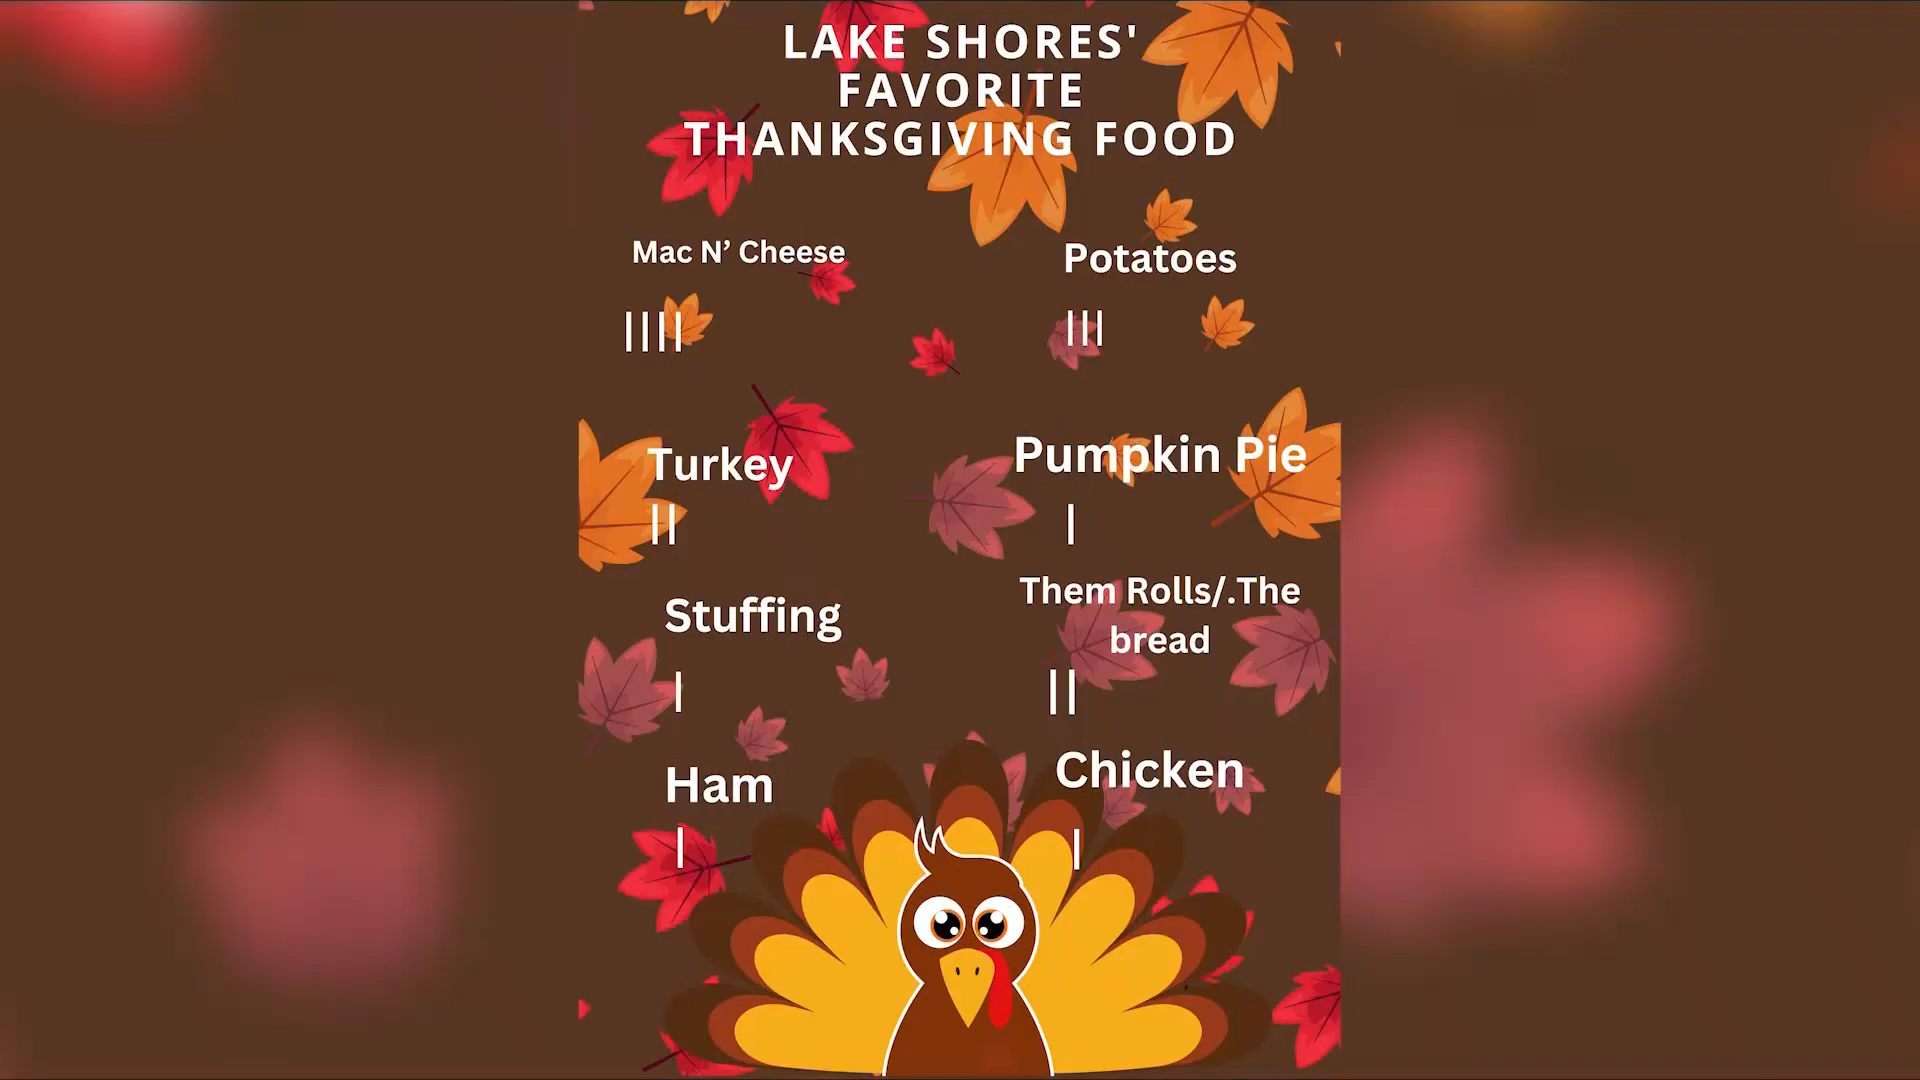 LAKE SHORES'
FAVORITE
THANKSGIVING FOOD
Mac N’ Cheese
Potatoes
||||
|||
Turkey
Pumpkin Pie
||
|
Stuffing
Them Rolls/.The
bread
|
||
Ham
Chicken
|
|